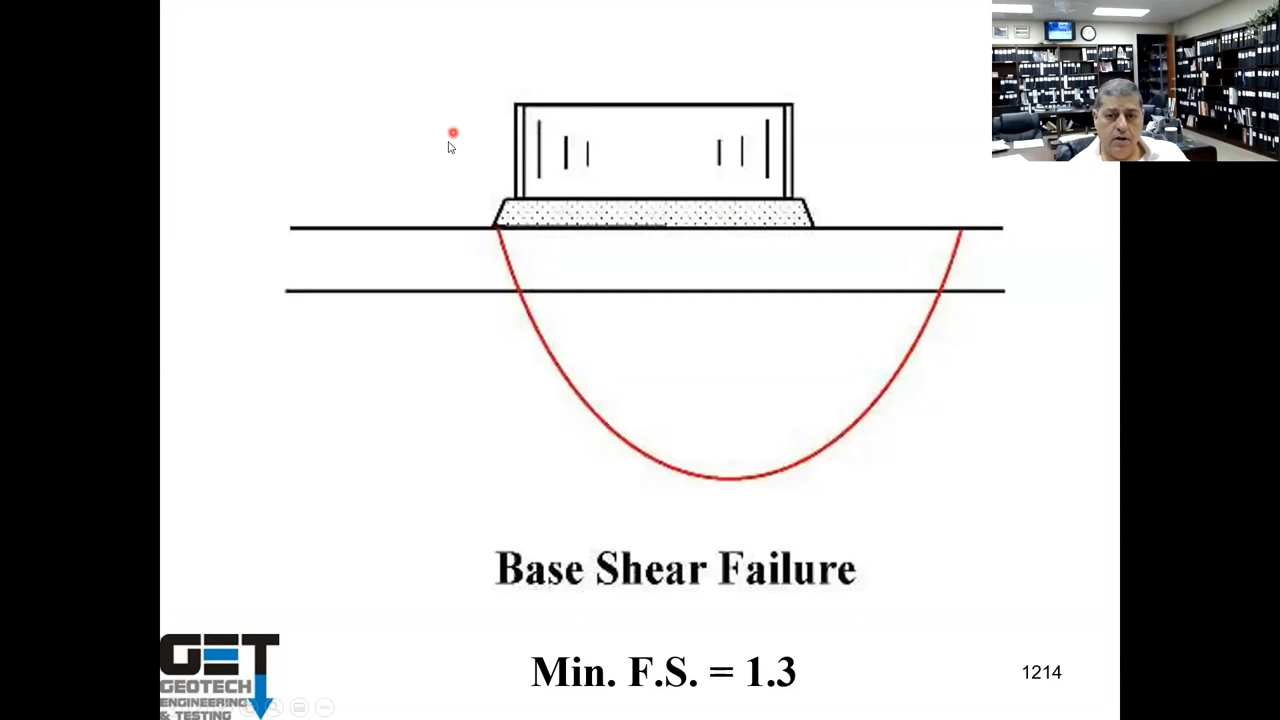 Base Shear Failure
Min. F.S. = 1.3
1214
GET
GEOTECH
ENGINEERING
& TESTING